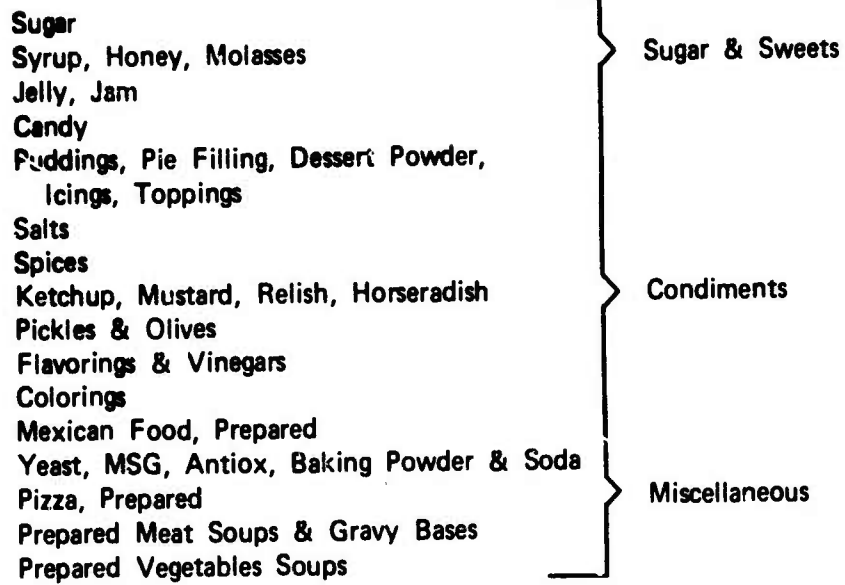 Sugar
Syrup, Honey, Molasses
Sugar & Sweets
Jelly, Jam
Candy
Puddings, Pie Filling, Dessert Powder,
Icings, Toppings
Salts
Spices
Ketchup, Mustard, Relish, Horseradish
Condiments
Pickles & Olives
Flavorings & Vinegars
Colorings
Mexican Food, Prepared
Yeast, MSG, Antiox, Baking Powder & Soda
Pizza, Prepared
Miscellaneous
Prepared Meat Soups & Gravy Bases
Prepared Vegetables Soups